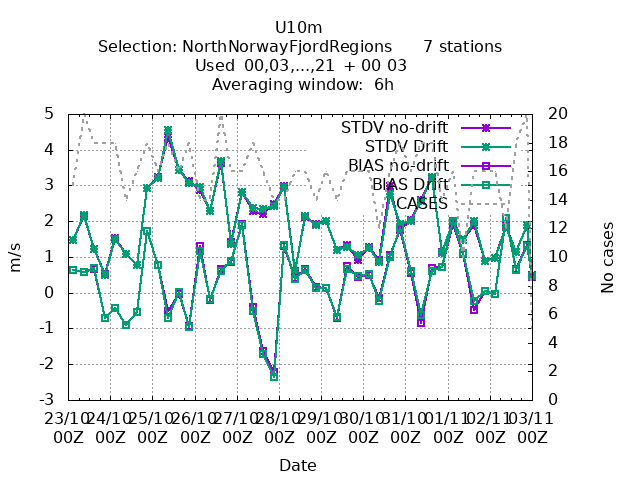 U10m
Selection: NorthNorwayFjordRegions 7 stations
Used 00,03,...,21 + 00 03
Averaging window: 6h
STDV no-drift
STDV Drift
BIAS no-drift
BIAS Drift
CASES
m/s
5
4
3
2
1
0
-1
-2
-3
No cases
20
18
16
14
12
10
8
6
4
2
0
23/10 24/10 25/10 26/10 27/10 28/10 29/10 30/10 31/10 01/11 02/11 03/11
00Z 00Z 00Z 00Z 00Z 00Z 00Z 00Z 00Z 00Z 00Z 00Z
Date